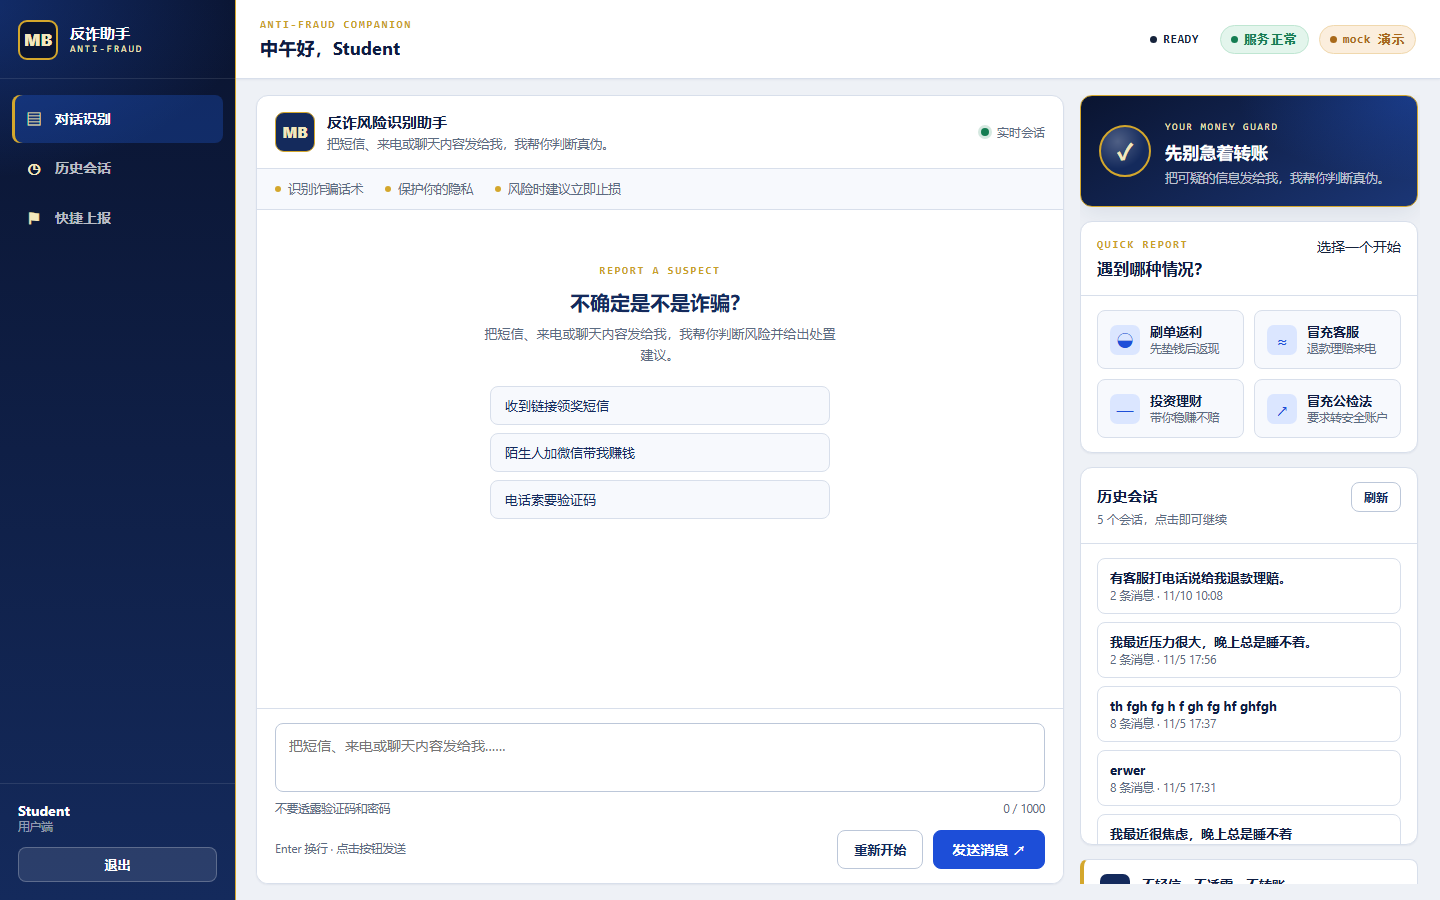 MB
反诈助手
ANTI-FRAUD
对话识别
历史会话
快捷上报
Student
用户端
退出
ANTI-FRAUD COMPANION
中午好，Student
READY
服务正常
mock 演示
MB
反诈风险识别助手
把短信、来电或聊天内容发给我，我帮你判断真伪。
实时会话
识别诈骗话术
保护你的隐私
风险时建议立即止损
REPORT A SUSPECT
不确定是不是诈骗？
把短信、来电或聊天内容发给我，我帮你判断风险并给出处置
建议。
收到链接领奖短信
陌生人加微信带我赚钱
电话索要验证码
把短信、来电或聊天内容发给我……
不要透露验证码和密码
0 / 1000
Enter 换行 · 点击按钮发送
重新开始
发送消息 ↗
YOUR MONEY GUARD
先别急着转账
把可疑的信息发给我，我帮你判断真伪。
QUICK REPORT
遇到哪种情况？
选择一个开始
刷单返利
先垫钱后返现
冒充客服
退款理赔来电
投资理财
带你稳赚不赔
冒充公检法
要求转安全账户
历史会话
5 个会话，点击即可继续
刷新
有客服打电话说给我退款理赔。
2 条消息 · 11/10 10:08
我最近压力很大，晚上总是睡不着。
2 条消息 · 11/5 17:56
th fgh fg h f gh fg hf ghfgh
8 条消息 · 11/5 17:37
erwer
8 条消息 · 11/5 17:31
我最近很焦虑，晚上总是睡不着
不轻信、不透露、不转账